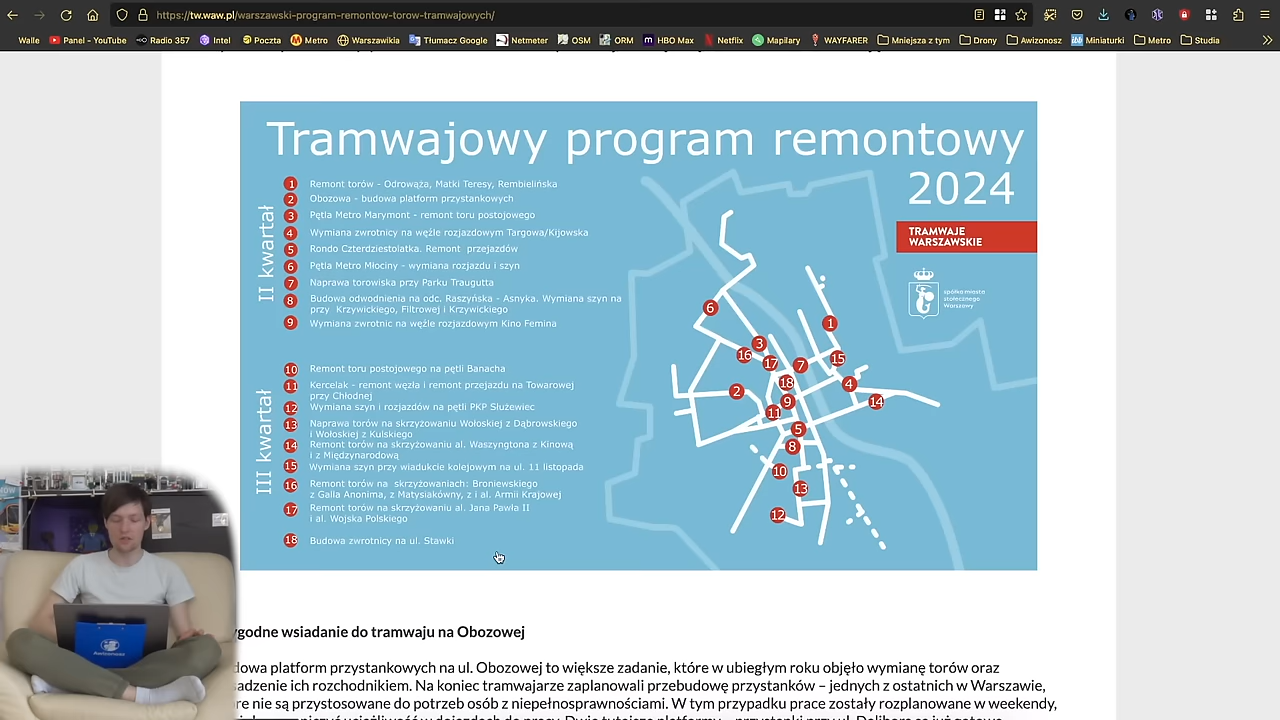 https://tw.waw.pl/warszawski-program-remontow-torow-tramwajowych/
Walle Panel - YouTube Radio 357 Intel Poczta Metro Warszawikia Tłumacz Google Netmeter OSM ORM HBO Max Netflix Mapilary WAYFARER Mniejsza z tym Drony Awizonosz Miniaturki Metro Studia
Tramwajowy program remontowy
2024
TRAMWAJE
WARSZAWSKIE
spółka miasta
stołecznego
Warszawy
II kwartał
1 Remont torów - Odrowąża, Matki Teresy, Rembielińska
2 Obozowa - budowa platform przystankowych
3 Pętla Metro Marymont - remont toru postojowego
4 Wymiana zwrotnicy na węźle rozjazdowym Targowa/Kijowska
5 Rondo Czterdziestolatka. Remont przejazdów
6 Pętla Metro Młociny - wymiana rozjazdu i szyn
7 Naprawa torowiska przy Parku Traugutta
8 Budowa odwodnienia na odc. Raszyńska - Asnyka. Wymiana szyn na
przy Krzywickiego, Filtrowej i Krzywickiego
9 Wymiana zwrotnic na węźle rozjazdowym Kino Femina
III kwartał
10 Remont toru postojowego na pętli Banacha
11 Kercelak - remont węzła i remont przejazdu na Towarowej
przy Chłodnej
12 Wymiana szyn i rozjazdów na pętli PKP Służewiec
13 Naprawa torów na skrzyżowaniu Wołoskiej z Dąbrowskiego
i Wołoskiej z Kulskiego
14 Remont torów na skrzyżowaniu al. Waszyngtona z Kinową
i z Międzynarodową
15 Wymiana szyn przy wiadukcie kolejowym na ul. 11 listopada
16 Remont torów na skrzyżowaniach: Broniewskiego
z Galla Anonima, z Matysiakówny, z i al. Armii Krajowej
17 Remont torów na skrzyżowaniu al. Jana Pawła II
i al. Wojska Polskiego
18 Budowa zwrotnicy na ul. Stawki
6
1
3
16
17
7
15
18
4
2
9
14
11
5
8
10
13
12
ygodne wsiadanie do tramwaju na Obozowej
dowa platform przystankowych na ul. Obozowej to większe zadanie, które w ubiegłym roku objęło wymianę torów oraz
sadzenie ich rozchodnikiem. Na koniec tramwajarze zaplanowali przebudowę przystanków – jednych z ostatnich w Warszawie,
re nie są przystosowane do potrzeb osób z niepełnosprawnościami. W tym przypadku prace zostały rozplanowane w weekendy,
Awizonosz